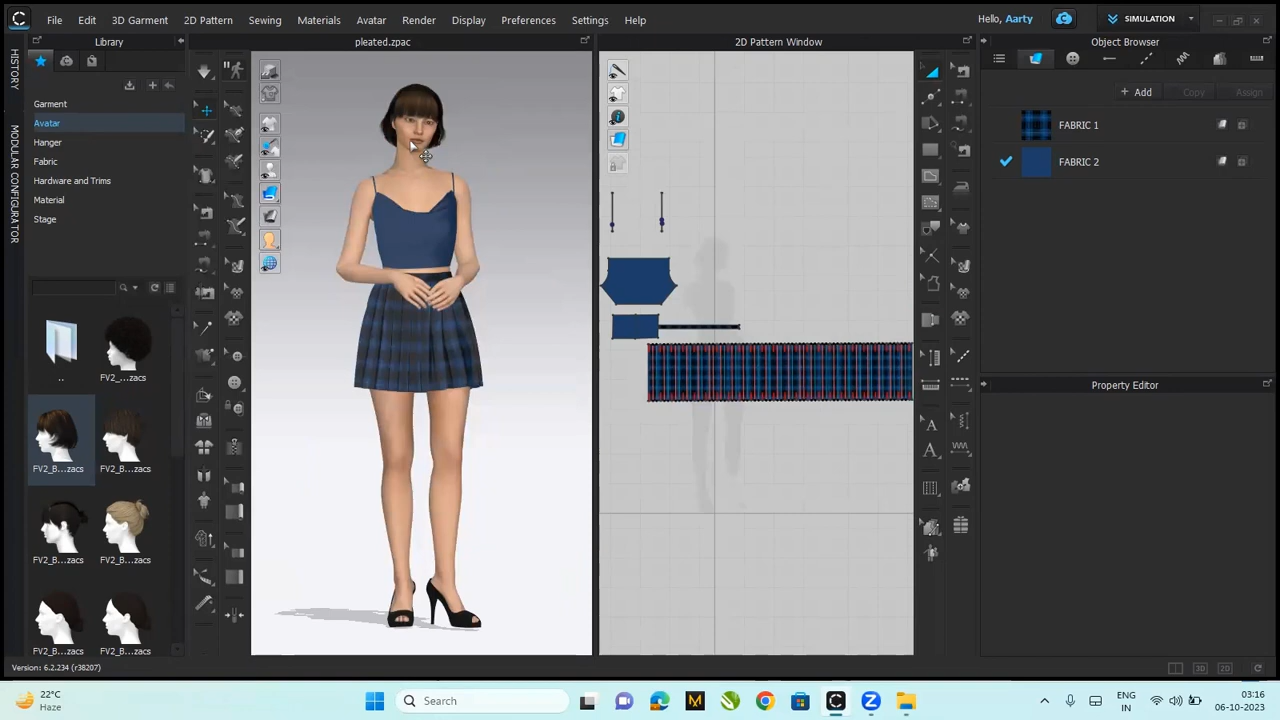 File Edit 3D Garment 2D Pattern Sewing Materials Avatar Render Display Preferences Settings Help
Hello, Aarty
SIMULATION
HISTORY
MODULAR CONFIGURATOR
Library
Garment
Avatar
Hanger
Fabric
Hardware and Trims
Material
Stage
..
FV2_...zacs
FV2_B...zacs
FV2_B...zacs
FV2_B...zacs
FV2_B...zacs
FV2_B...zacs
FV2_B...zacs
pleated.zpac
2D Pattern Window
Object Browser
+ Add
Copy
Assign
FABRIC 1
FABRIC 2
Property Editor
Version: 6.2.234 (r38207)
3D
2D
22°C
Haze
Search
ENG
IN
03:16
06-10-2023